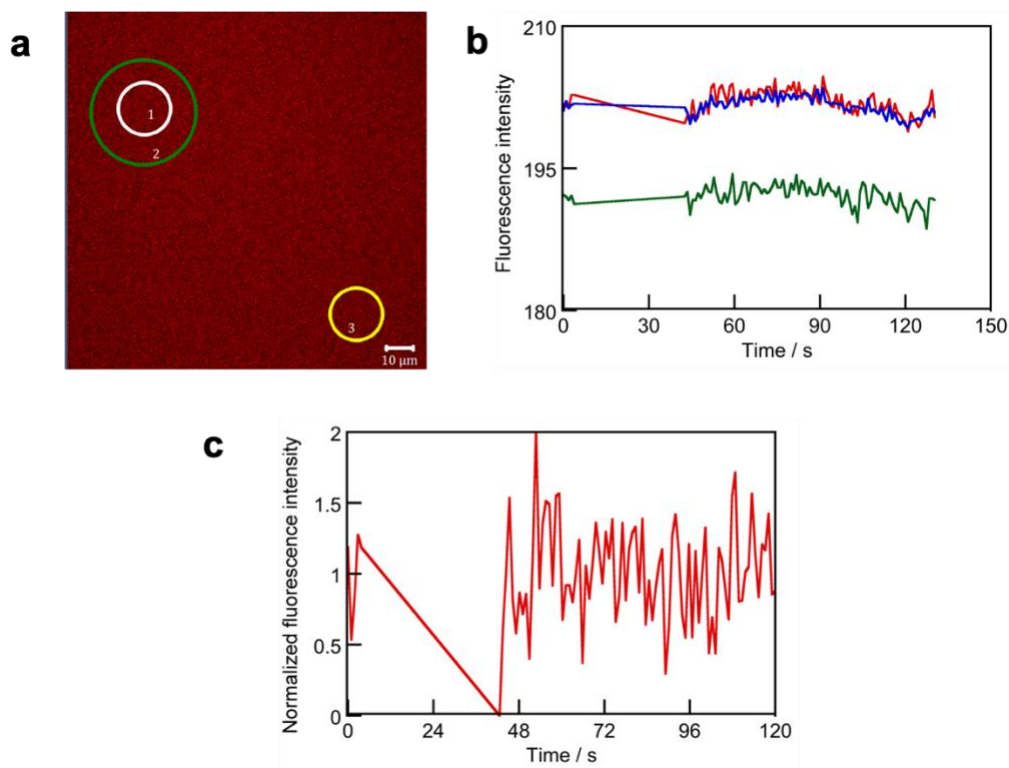 a
1
2
3
10 µm
b
Fluorescence intensity
210
195
180
0 30 60 90 120 150
Time / s
c
Normalized fluorescence intensity
2
1.5
1
0.5
0
0 24 48 72 96 120
Time / s